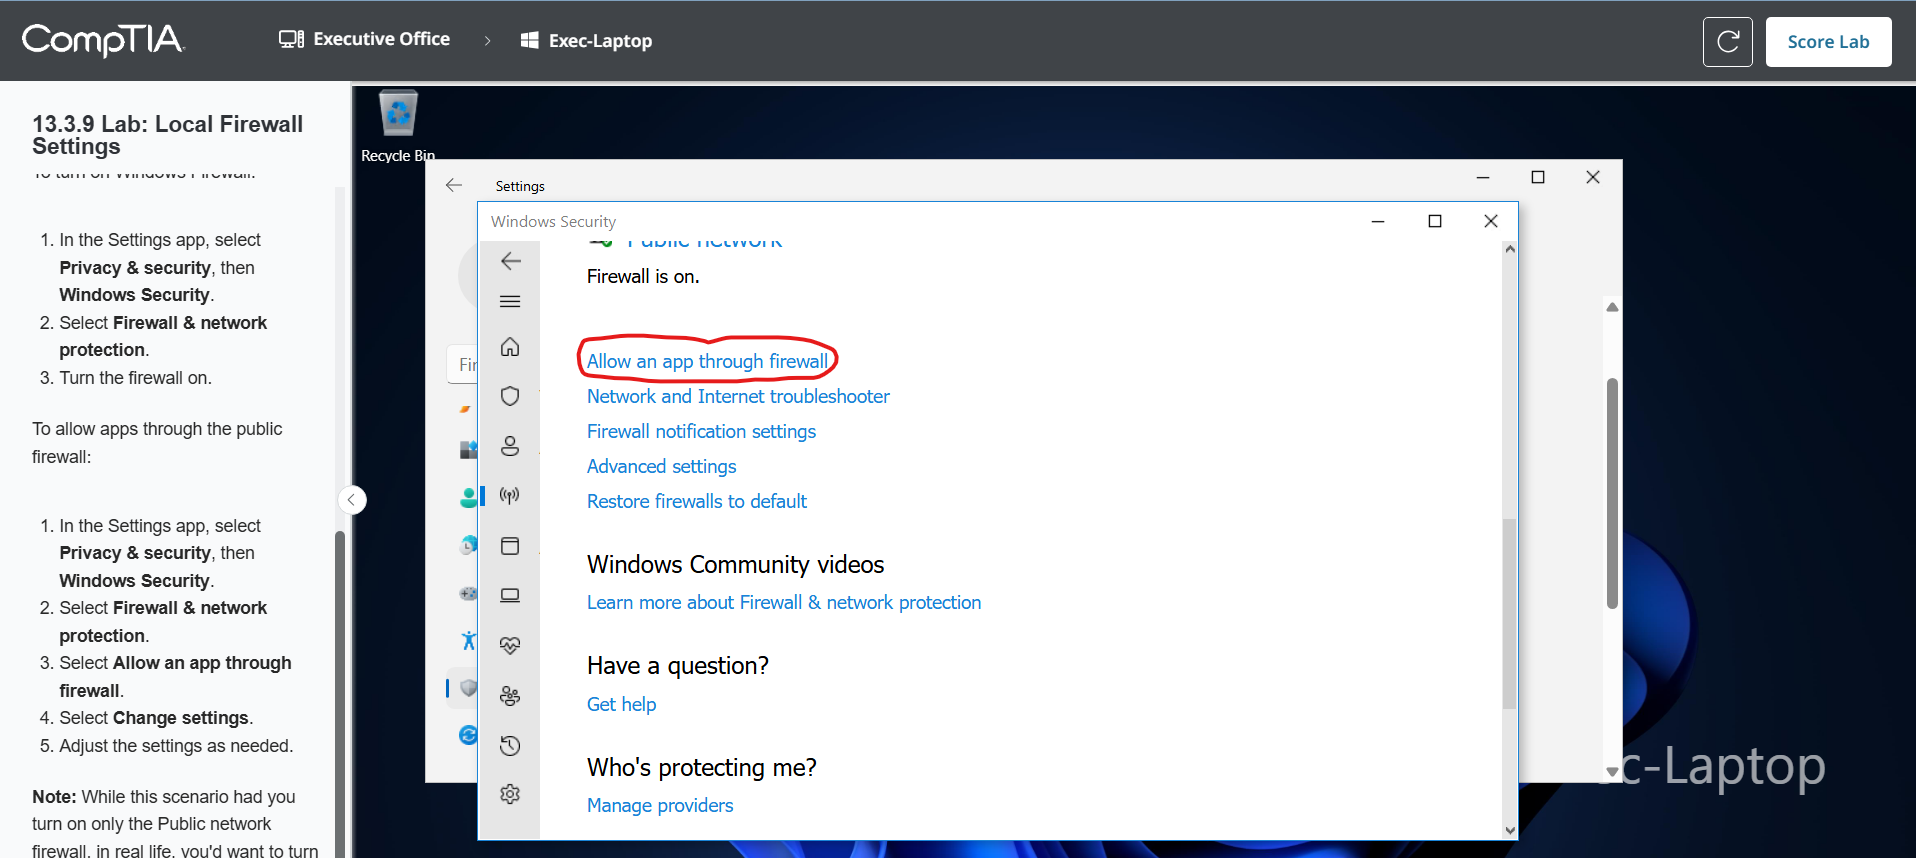 CompTIA
Executive Office
Exec-Laptop
Score Lab
13.3.9 Lab: Local Firewall
Settings
To turn on Windows Firewall:
1. In the Settings app, select
Privacy & security, then
Windows Security.
2. Select Firewall & network
protection.
3. Turn the firewall on.
To allow apps through the public
firewall:
1. In the Settings app, select
Privacy & security, then
Windows Security.
2. Select Firewall & network
protection.
3. Select Allow an app through
firewall.
4. Select Change settings.
5. Adjust the settings as needed.
Note: While this scenario had you
turn on only the Public network
firewall, in real life, you'd want to turn
Recycle Bin
Settings
Fir
Windows Security
Public network
Firewall is on.
Allow an app through firewall
Network and Internet troubleshooter
Firewall notification settings
Advanced settings
Restore firewalls to default
Windows Community videos
Learn more about Firewall & network protection
Have a question?
Get help
Who's protecting me?
Manage providers
c-Laptop